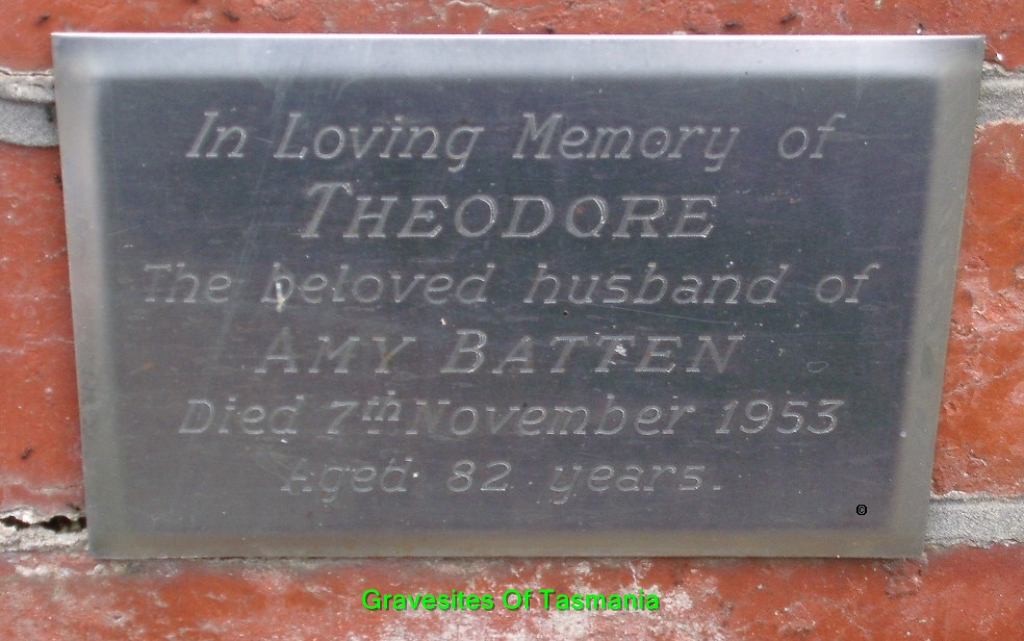 In Loving Memory of
THEODORE
The beloved husband of
AMY BATTEN
Died 7th November 1953
Aged 82 years.
©
Gravesites Of Tasmania